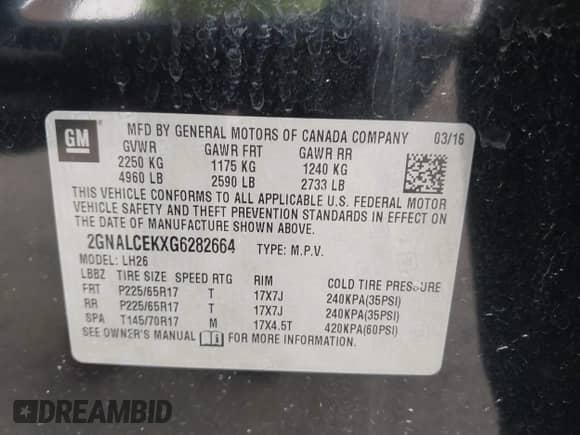 GM
MFD BY GENERAL MOTORS OF CANADA COMPANY 03/16
GVWR GAWR FRT GAWR RR
2250 KG 1175 KG 1240 KG
4960 LB 2590 LB 2733 LB
THIS VEHICLE CONFORMS TO ALL APPLICABLE U.S. FEDERAL MOTOR
VEHICLE SAFETY AND THEFT PREVENTION STANDARDS IN EFFECT ON
THE DATE OF MANUFACTURE SHOWN ABOVE.
2GNALCEKXG6282664 TYPE: M.P.V.
MODEL: LH26
LBBZ TIRE SIZE SPEED RTG RIM COLD TIRE PRESSURE
FRT P225/65R17 T 17X7J 240KPA(35PSI)
RR P225/65R17 T 17X7J 240KPA(35PSI)
SPA T145/70R17 M 17X4.5T 420KPA(60PSI)
SEE OWNER'S MANUAL FOR MORE INFORMATION.
DREAMBID